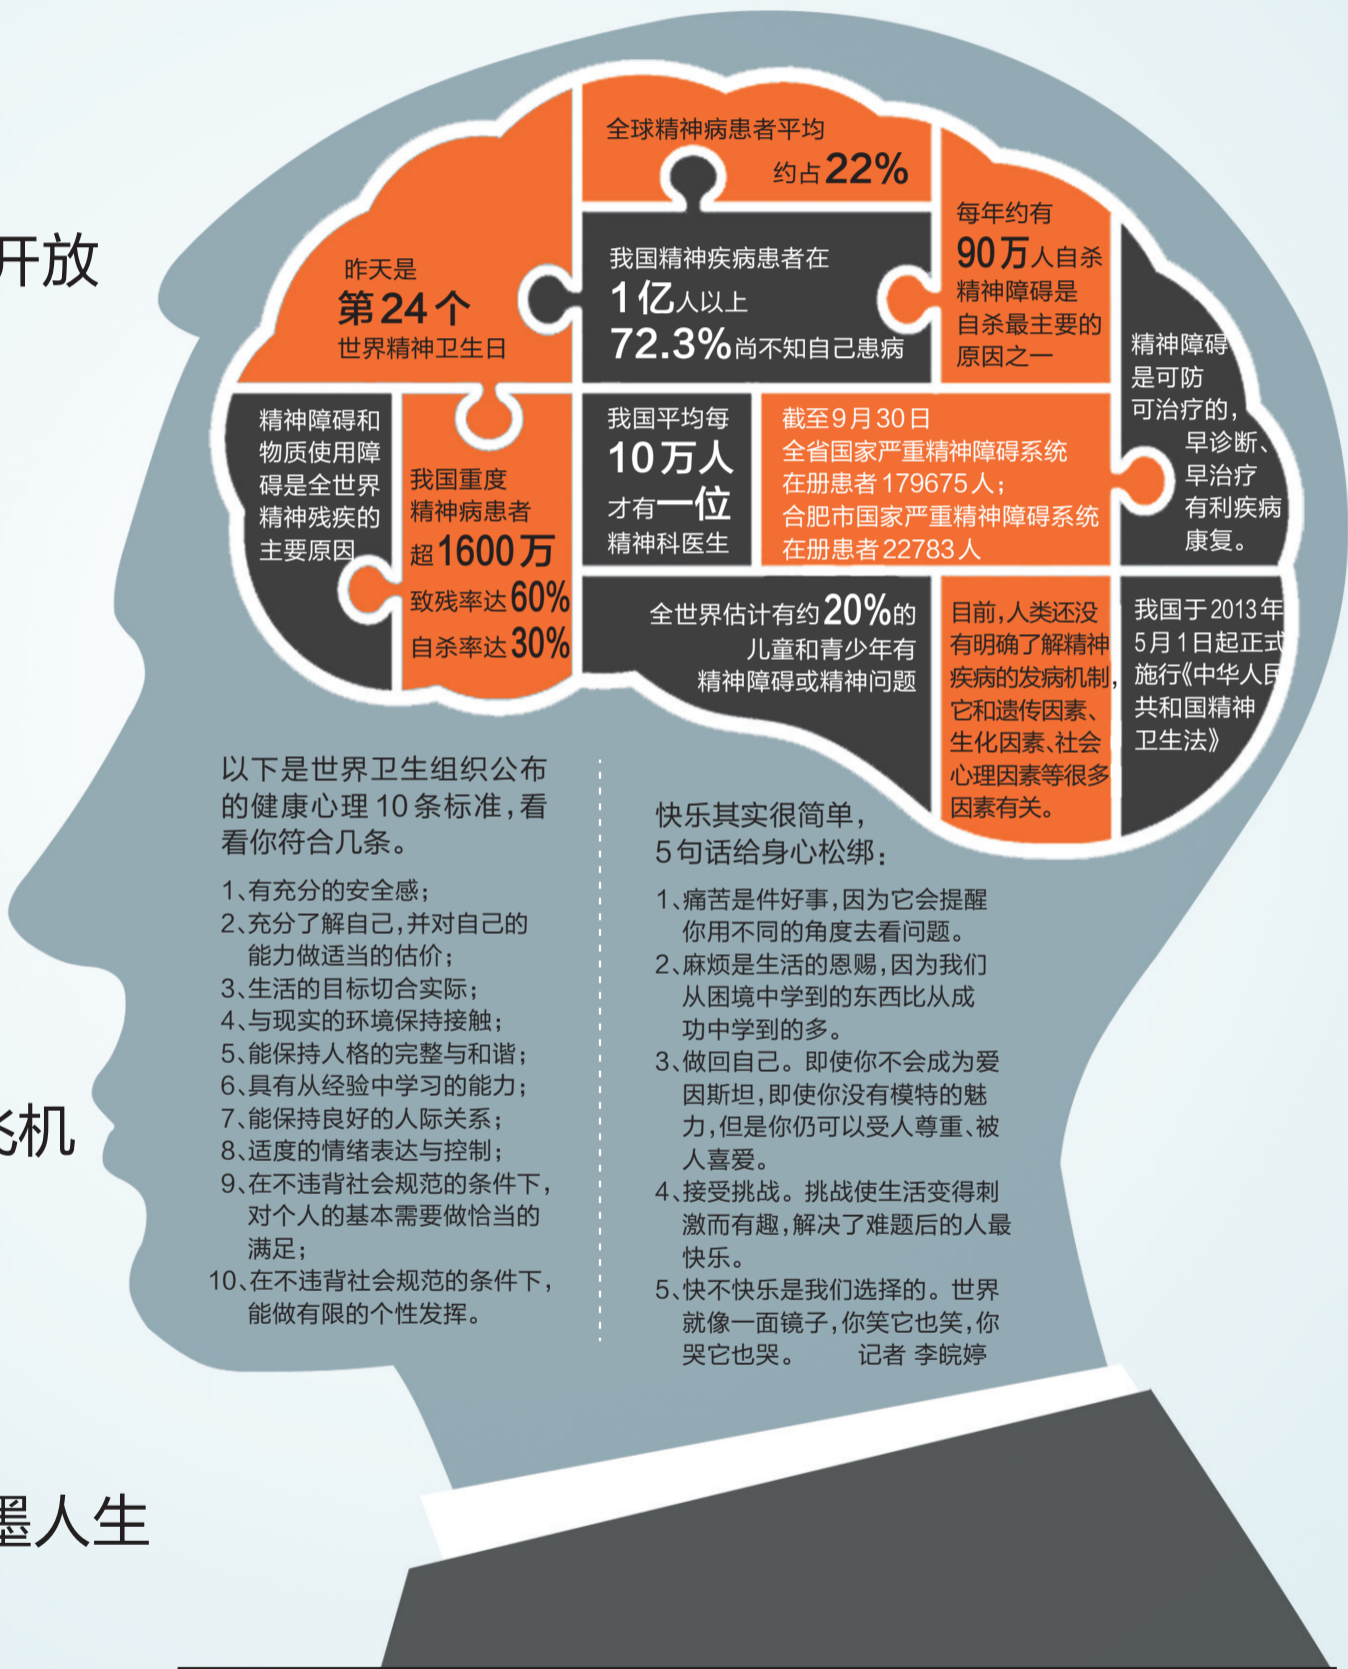 开放
机
墨人生
全球精神病患者平均
约占22%
昨天是
第24个
世界精神卫生日
我国精神疾病患者在
1亿人以上
72.3%尚不知自己患病
每年约有
90万人自杀
精神障碍是
自杀最主要的
原因之一
精神障碍
是可防
可治疗的，
早诊断、
早治疗
有利疾病
康复。
精神障碍和
物质使用障
碍是全世界
精神残疾的
主要原因
我国重度
精神病患者
超1600万
致残率达60%
自杀率达30%
我国平均每
10万人
才有一位
精神科医生
截至9月30日
全省国家严重精神障碍系统
在册患者179675人；
合肥市国家严重精神障碍系统
在册患者22783人
全世界估计有约20%的
儿童和青少年有
精神障碍或精神问题
目前，人类还没
有明确了解精神
疾病的发病机制，
它和遗传因素、
生化因素、社会
心理因素等很多
因素有关。
我国于2013年
5月1日起正式
施行《中华人民
共和国精神
卫生法》
以下是世界卫生组织公布
的健康心理10条标准，看
看你符合几条。
1、有充分的安全感；
2、充分了解自己，并对自己的
能力做适当的估价；
3、生活的目标切合实际；
4、与现实的环境保持接触；
5、能保持人格的完整与和谐；
6、具有从经验中学习的能力；
7、能保持良好的人际关系；
8、适度的情绪表达与控制；
9、在不违背社会规范的条件下，
对个人的基本需要做恰当的
满足；
10、在不违背社会规范的条件下，
能做有限的个性发挥。
快乐其实很简单，
5句话给身心松绑：
1、痛苦是件好事，因为它会提醒
你用不同的角度去看问题。
2、麻烦是生活的恩赐，因为我们
从困境中学到的东西比从成
功中学到的多。
3、做回自己。即使你不会成为爱
因斯坦，即使你没有模特的魅
力，但是你仍可以受人尊重、被
人喜爱。
4、接受挑战。挑战使生活变得刺
激而有趣，解决了难题后的人最
快乐。
5、快不快乐是我们选择的。世界
就像一面镜子，你笑它也笑，你
哭它也哭。 记者 李皖婷